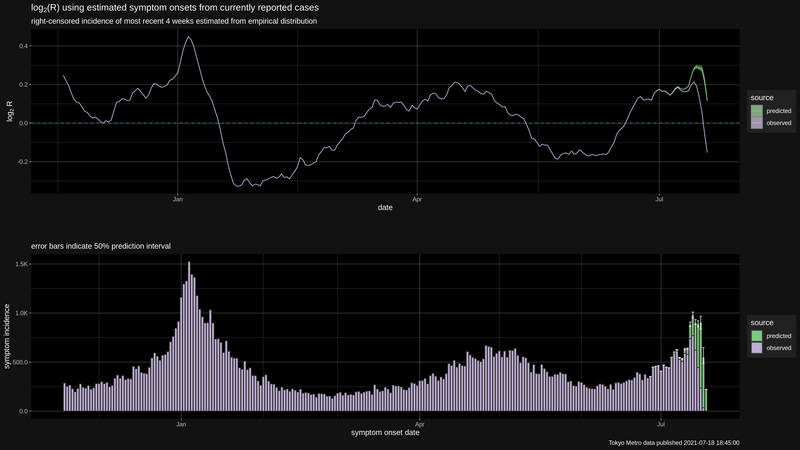 log₂(R) using estimated symptom onsets from currently reported cases
right-censored incidence of most recent 4 weeks estimated from empirical distribution
0.4
0.2
0.0
-0.2
log₂ R
Jan
Apr
Jul
date
source
predicted
observed
error bars indicate 50% prediction interval
1.5K
1.0K
500.0
0.0
symptom incidence
Jan
Apr
Jul
symptom onset date
source
predicted
observed
Tokyo Metro data published 2021-07-18 18:45:00